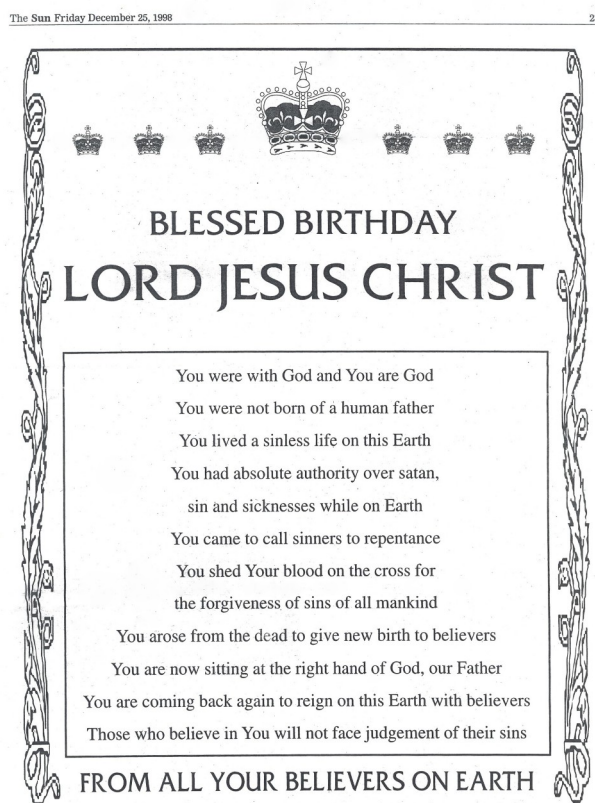 The Sun Friday December 25, 1998
2
BLESSED BIRTHDAY
LORD JESUS CHRIST
You were with God and You are God
You were not born of a human father
You lived a sinless life on this Earth
You had absolute authority over satan,
sin and sicknesses while on Earth
You came to call sinners to repentance
You shed Your blood on the cross for
the forgiveness of sins of all mankind
You arose from the dead to give new birth to believers
You are now sitting at the right hand of God, our Father
You are coming back again to reign on this Earth with believers
Those who believe in You will not face judgement of their sins
FROM ALL YOUR BELIEVERS ON EARTH